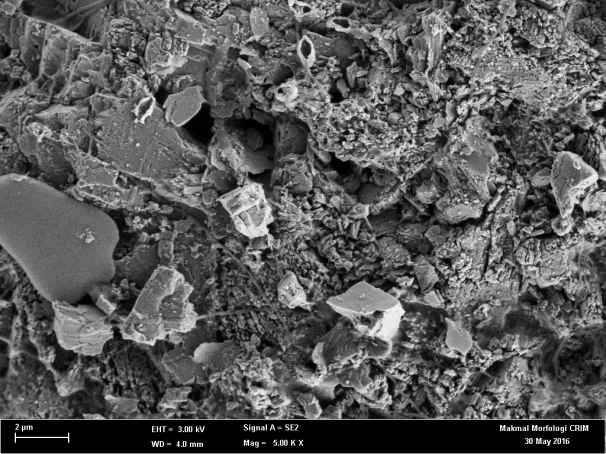 2 µm
EHT = 3.00 kV
WD = 4.0 mm
Signal A = SE2
Mag = 5.00 K X
Makmal Morfologi CRIM
30 May 2016